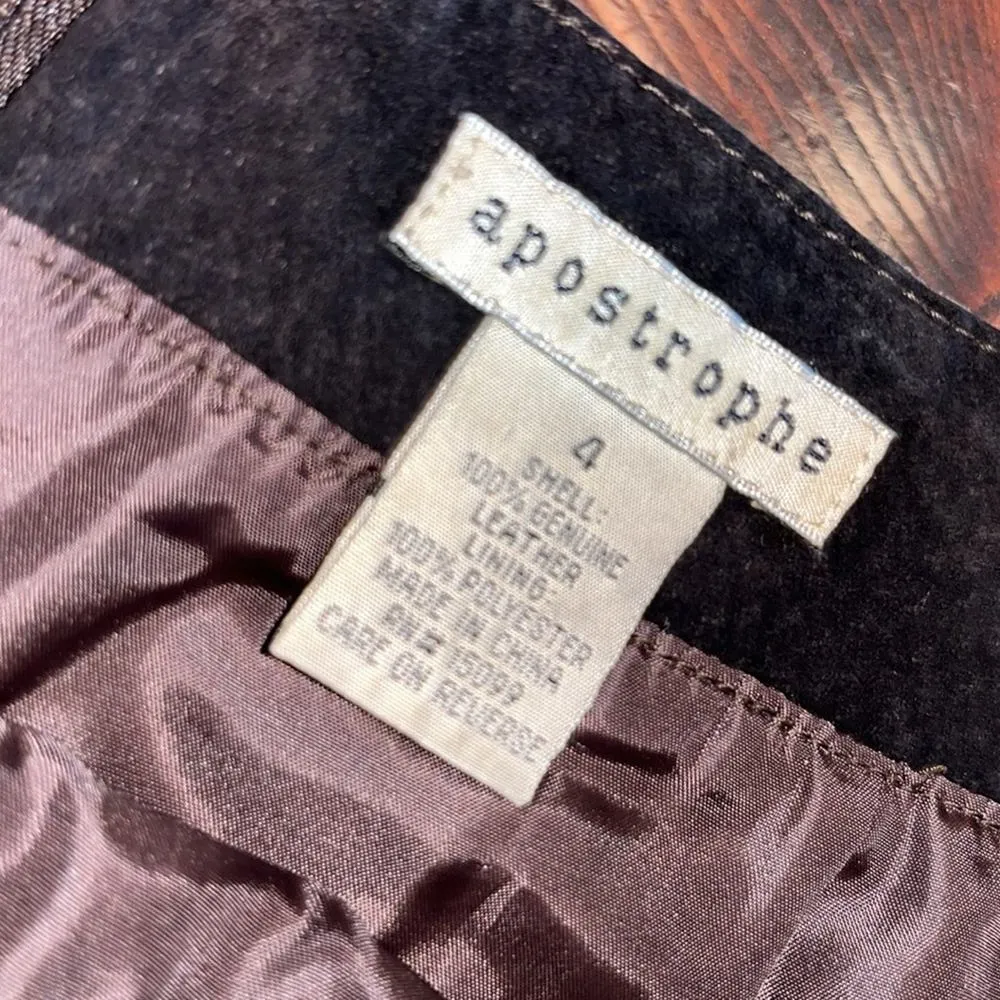 apostrophe
4
SHELL:
100% GENUINE
LEATHER
LINING:
100% POLYESTER
MADE IN CHINA
RN# 15099
CARE ON REVERSE